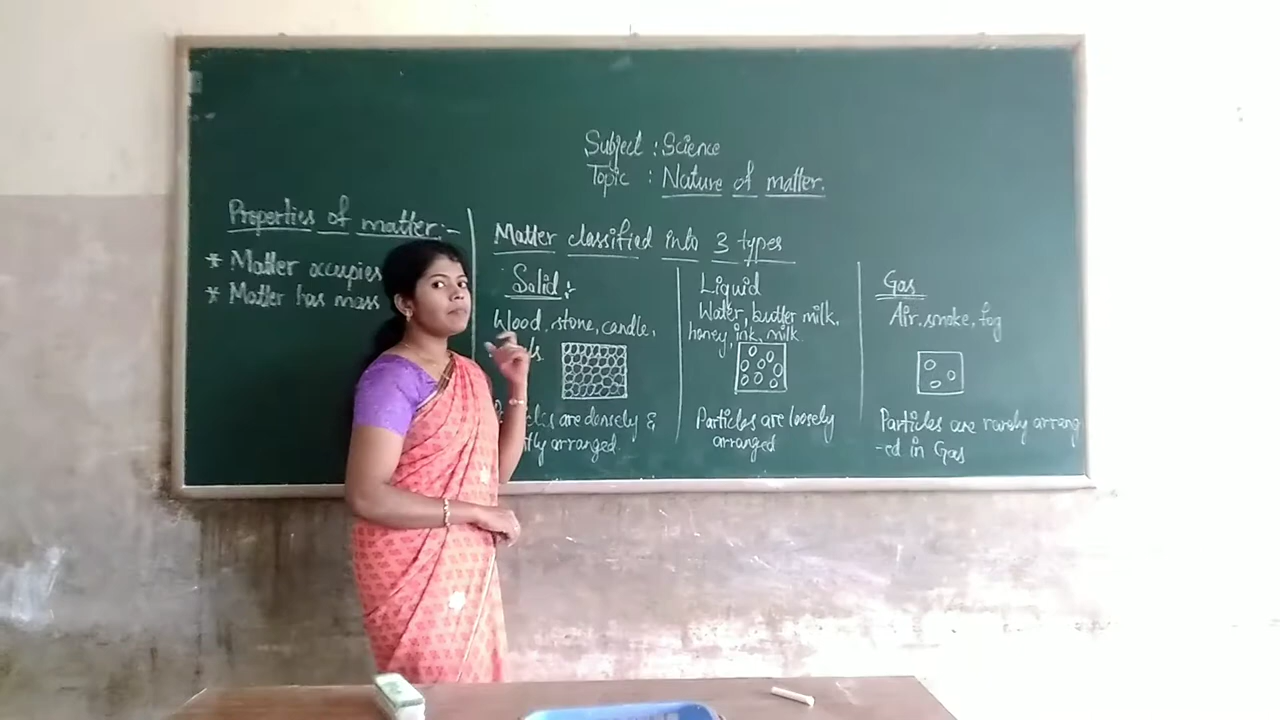 Subject : Science
Topic : Nature of matter.
Properties of matter:-
* Matter occupies
* Matter has mass
Matter classified into 3 types
Solid:-
Wood, stone, candle,
Particles are densely &
arranged.
Liquid
Water, butter milk,
honey, ink, milk.
Particles are loosely
arranged
Gas
Air, smoke, fog
Particles are rarely arrang
-ed in Gas